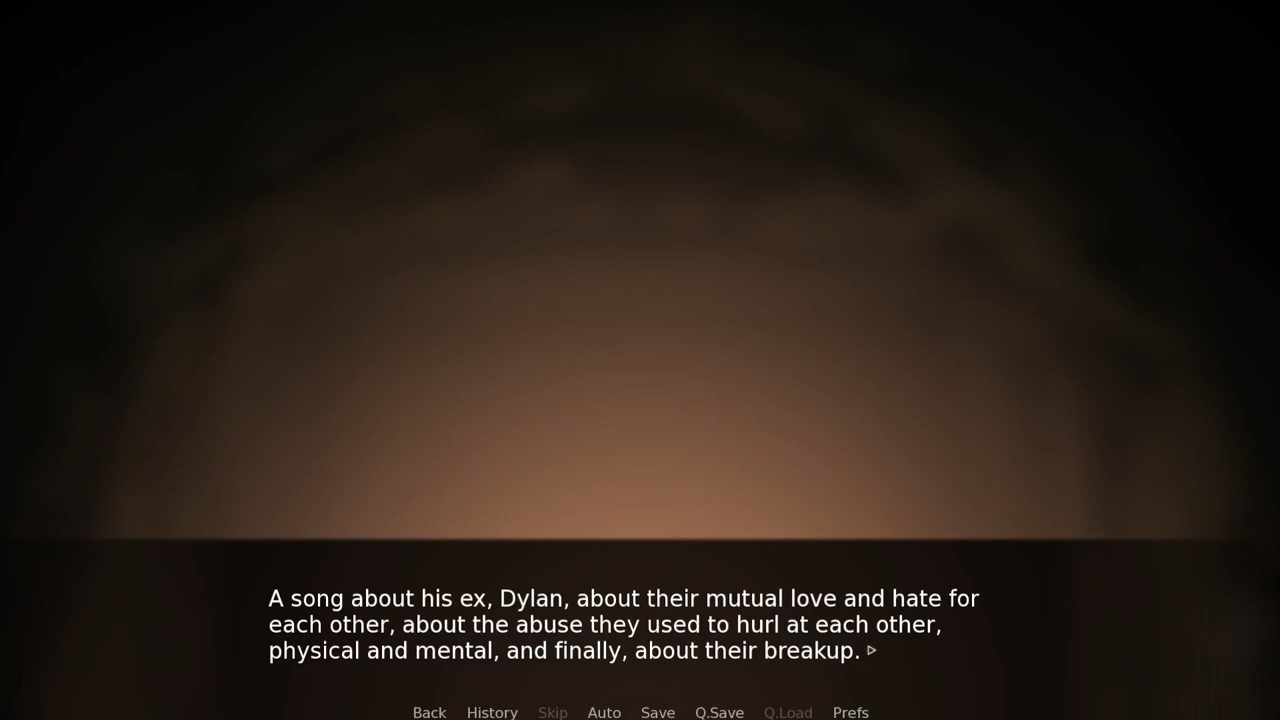 A song about his ex, Dylan, about their mutual love and hate for
each other, about the abuse they used to hurl at each other,
physical and mental, and finally, about their breakup.
Back History Skip Auto Save Q.Save Q.Load Prefs